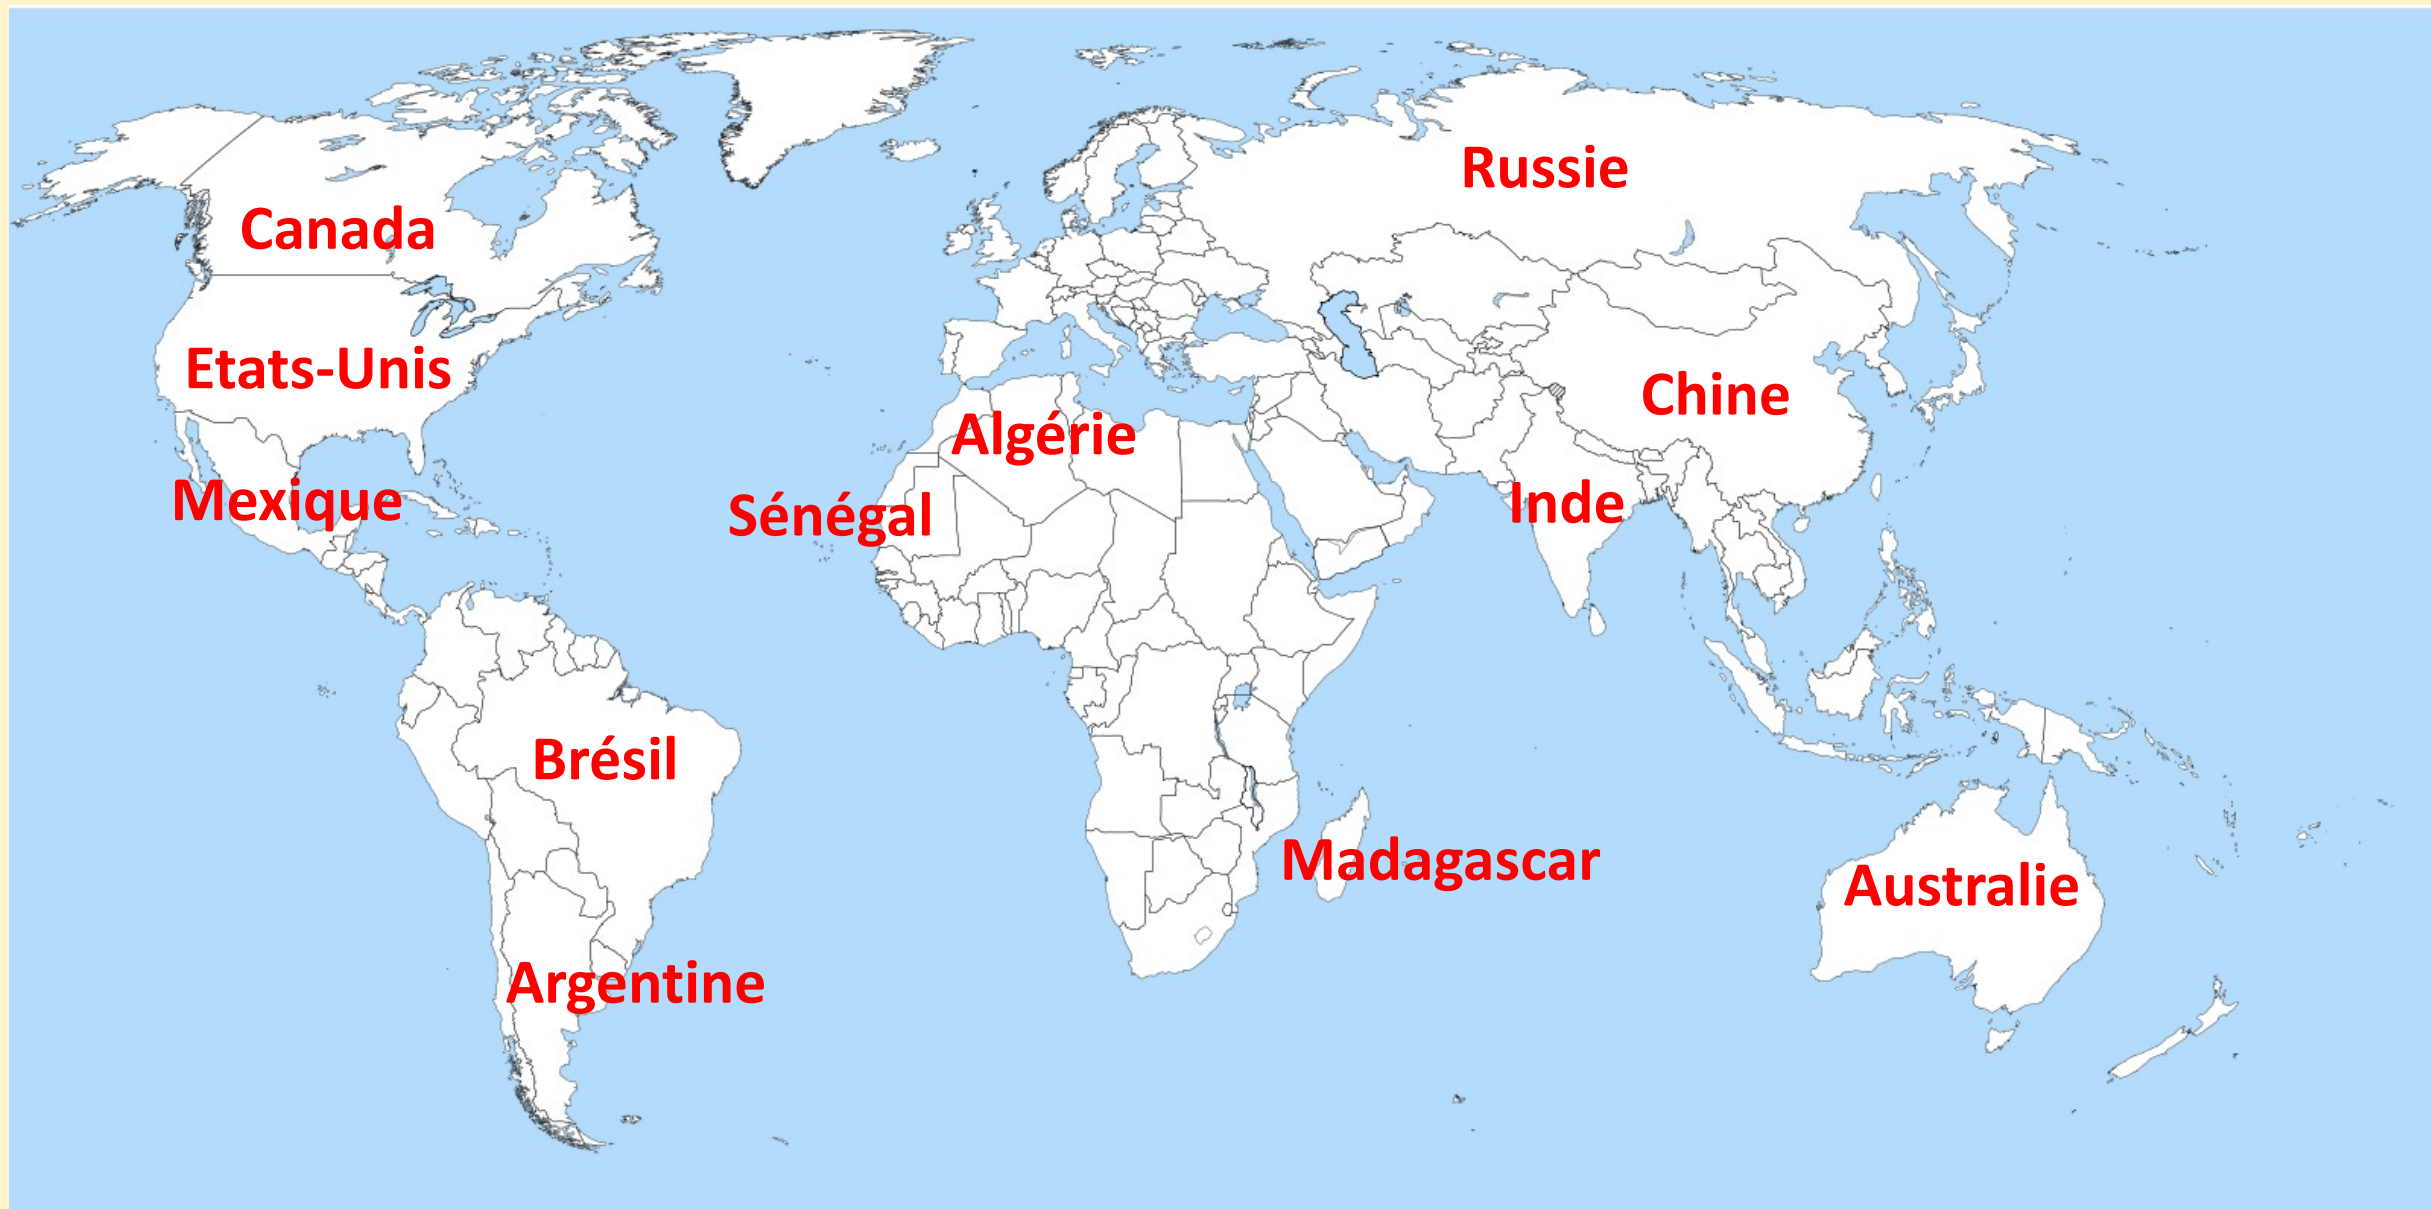 Russie
Canada
Etats-Unis
Chine
Algérie
Mexique
Sénégal
Inde
Brésil
Madagascar
Australie
Argentine